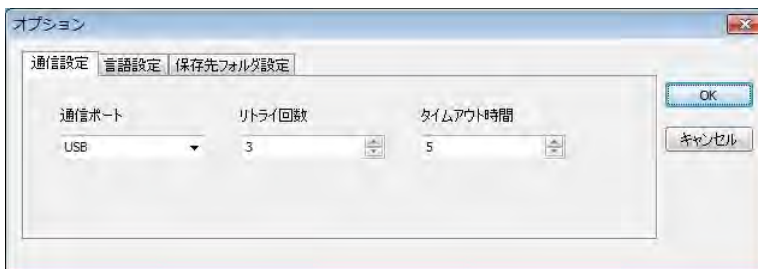 オプション
通信設定 言語設定 保存先フォルダ設定
通信ポート リトライ回数 タイムアウト時間
USB 3 5
OK
キャンセル